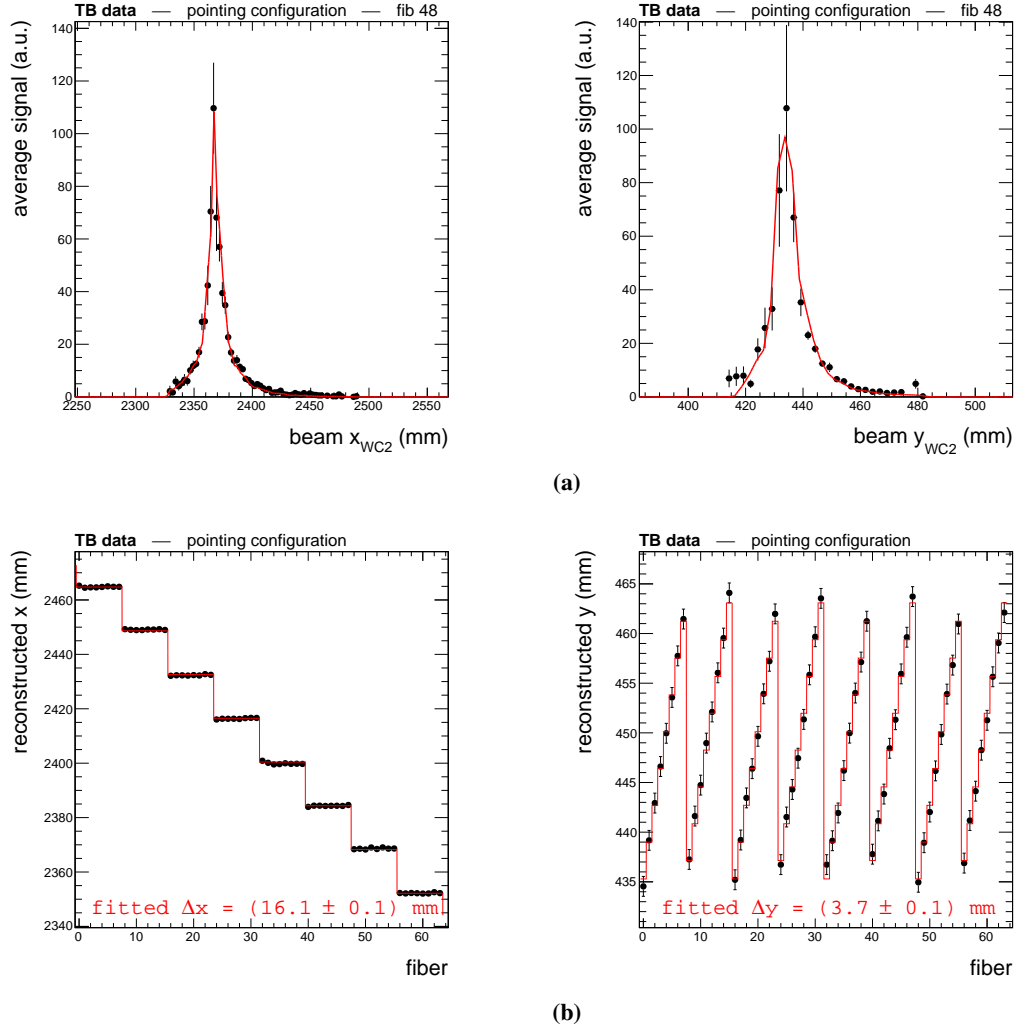 TB data — pointing configuration — fib 48
average signal (a.u.)
140
120
100
80
60
40
20
0
2250 2300 2350 2400 2450 2500 2550
beam x_WC2 (mm)
TB data — pointing configuration — fib 48
average signal (a.u.)
140
120
100
80
60
40
20
0
400 420 440 460 480 500
beam y_WC2 (mm)
(a)
TB data — pointing configuration
reconstructed x (mm)
2460
2440
2420
2400
2380
2360
2340
fitted Δx = (16.1 ± 0.1) mm
0 10 20 30 40 50 60
fiber
TB data — pointing configuration
reconstructed y (mm)
465
460
455
450
445
440
435
fitted Δy = (3.7 ± 0.1) mm
0 10 20 30 40 50 60
fiber
(b)